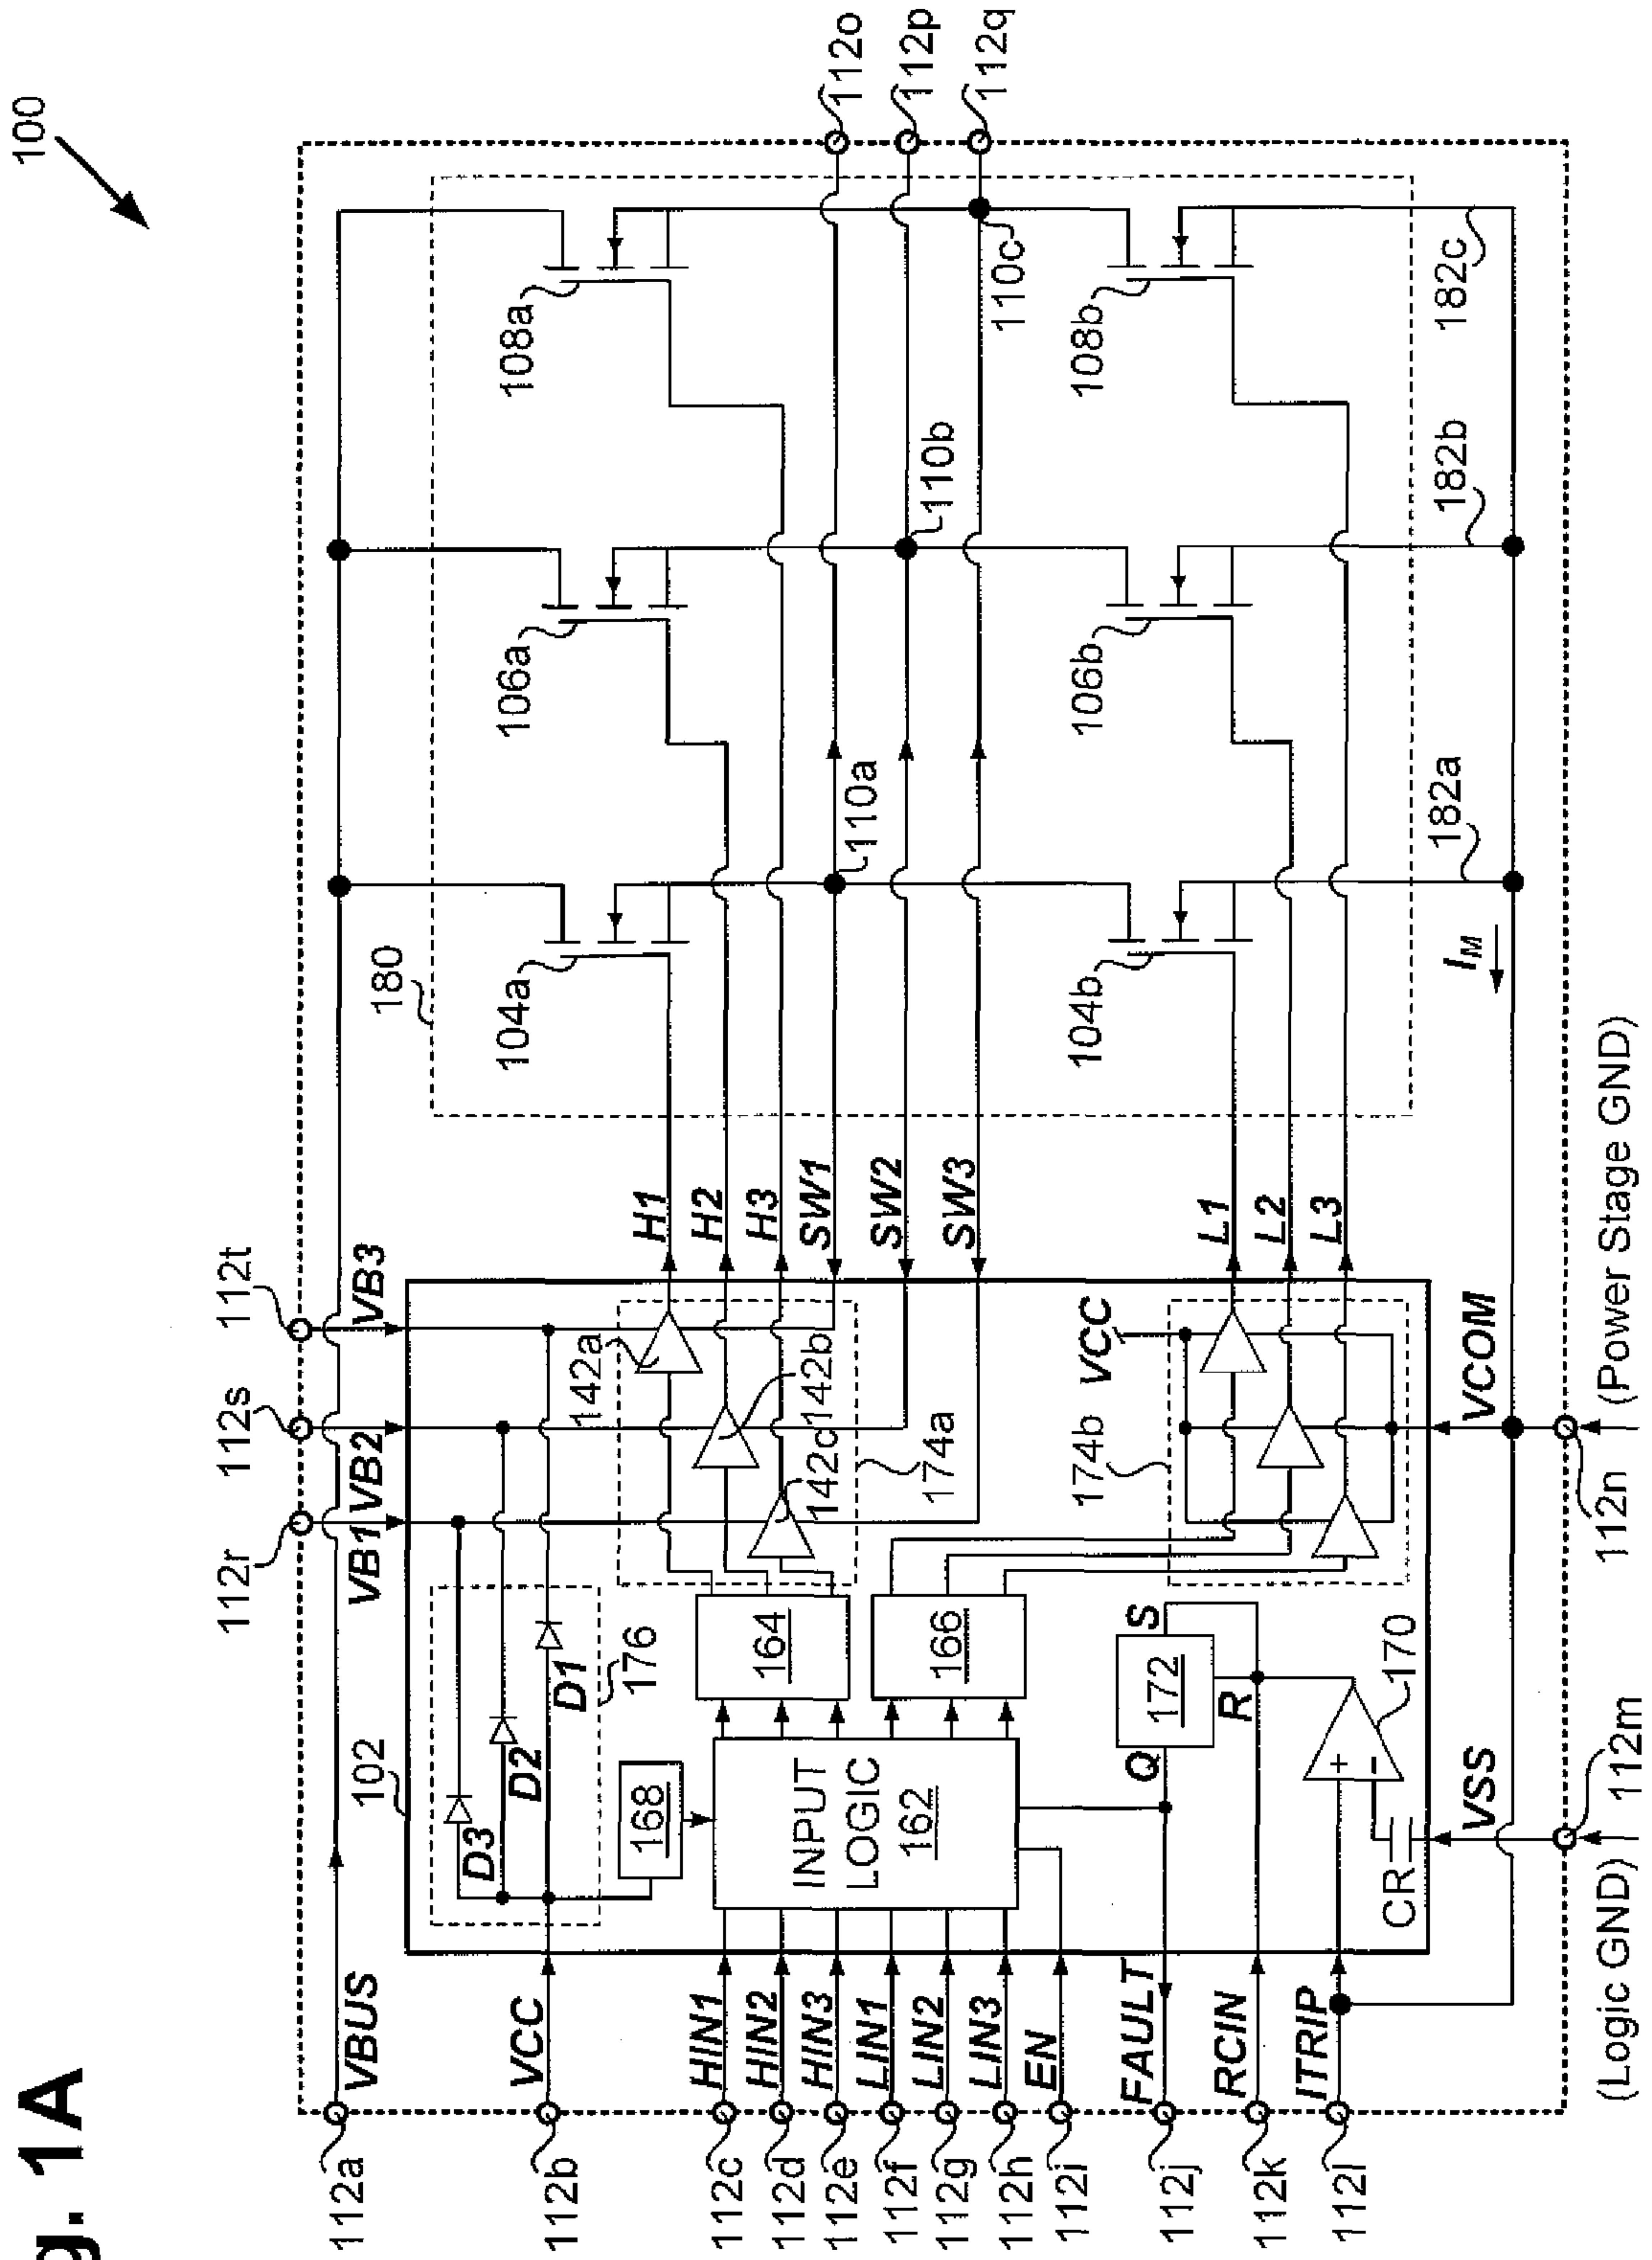 g. 1A
100
112r
112s
112t
VB1
VB2
VB3
112a
VBUS
102
180
104a
106a
108a
112b
VCC
D3
D2
D1
176
168
142a
142b
142c
174a
H1
H2
H3
SW1
SW2
SW3
112o
112p
112q
110a
110b
110c
112c
HIN1
112d
HIN2
112e
HIN3
112f
LIN1
112g
LIN2
112h
LIN3
112i
EN
INPUT
LOGIC
162
164
166
174b
VCC
L1
L2
L3
104b
106b
108b
112j
FAULT
Q
172
S
R
112k
RCIN
112l
ITRIP
+
-
170
CR
VSS
VCOM
IM
182a
182b
182c
(Logic GND)
112m
112n
(Power Stage GND)